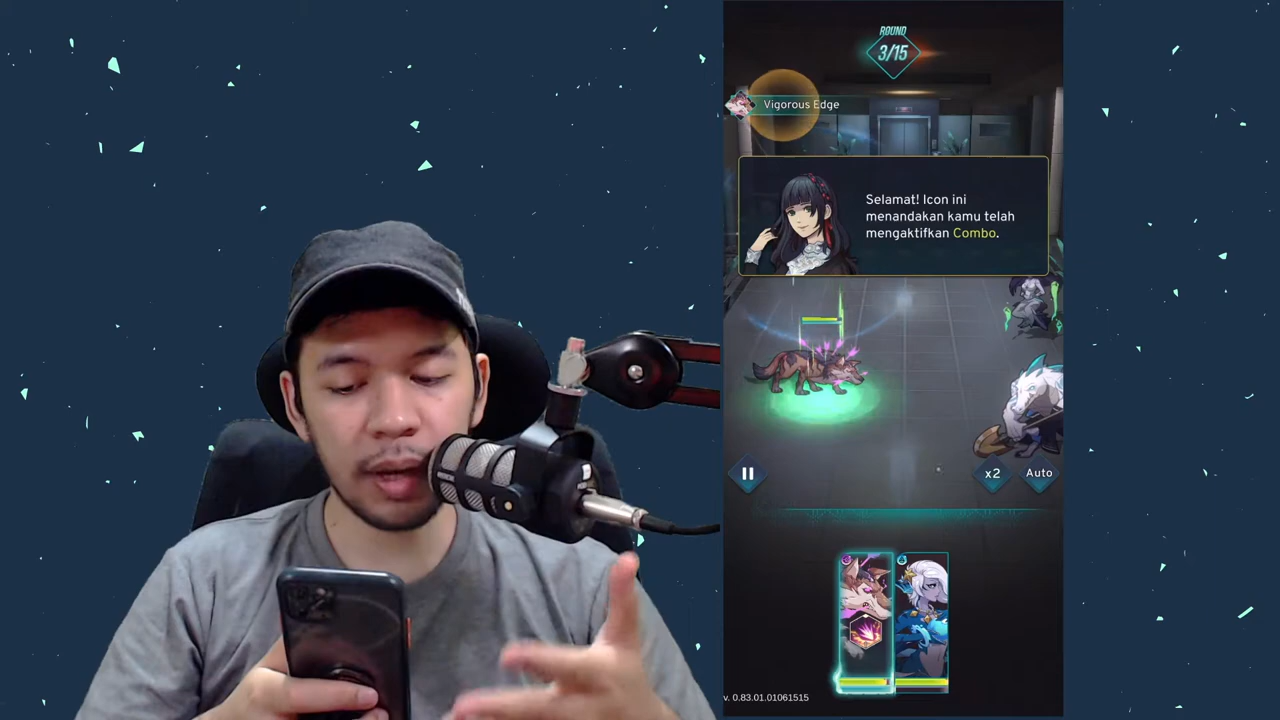 ROUND
3/15
Vigorous Edge
Selamat! Icon ini
menandakan kamu telah
mengaktifkan Combo.
x2
Auto
v. 0.83.01.01061515